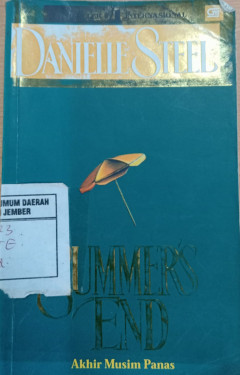 DANIELLE STEEL
UMUM DAERAH
JEMBER
SUMMER'S
END
Akhir Musim Panas